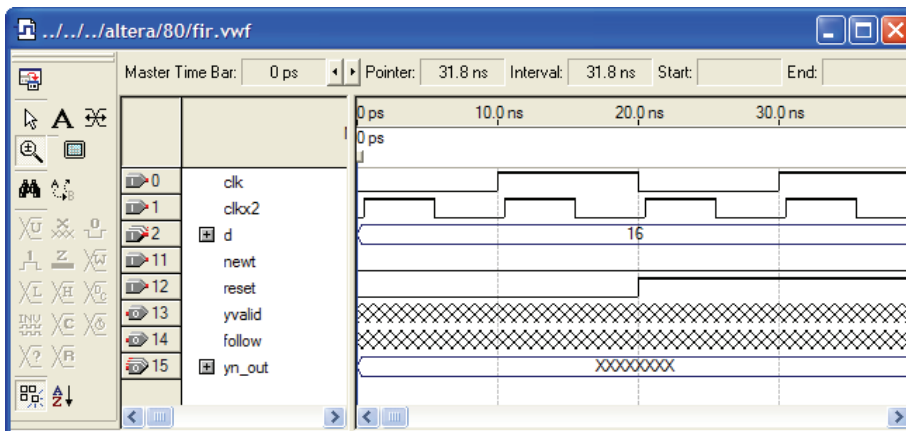 ../../../altera/80/fir.vwf
Master Time Bar: 0 ps Pointer: 31.8 ns Interval: 31.8 ns Start: End:
0 ps 10.0 ns 20.0 ns 30.0 ns
0 ps
0 clk
1 clkx2
2 d 16
11 newt
12 reset
13 yvalid
14 follow
15 yn_out XXXXXXXX